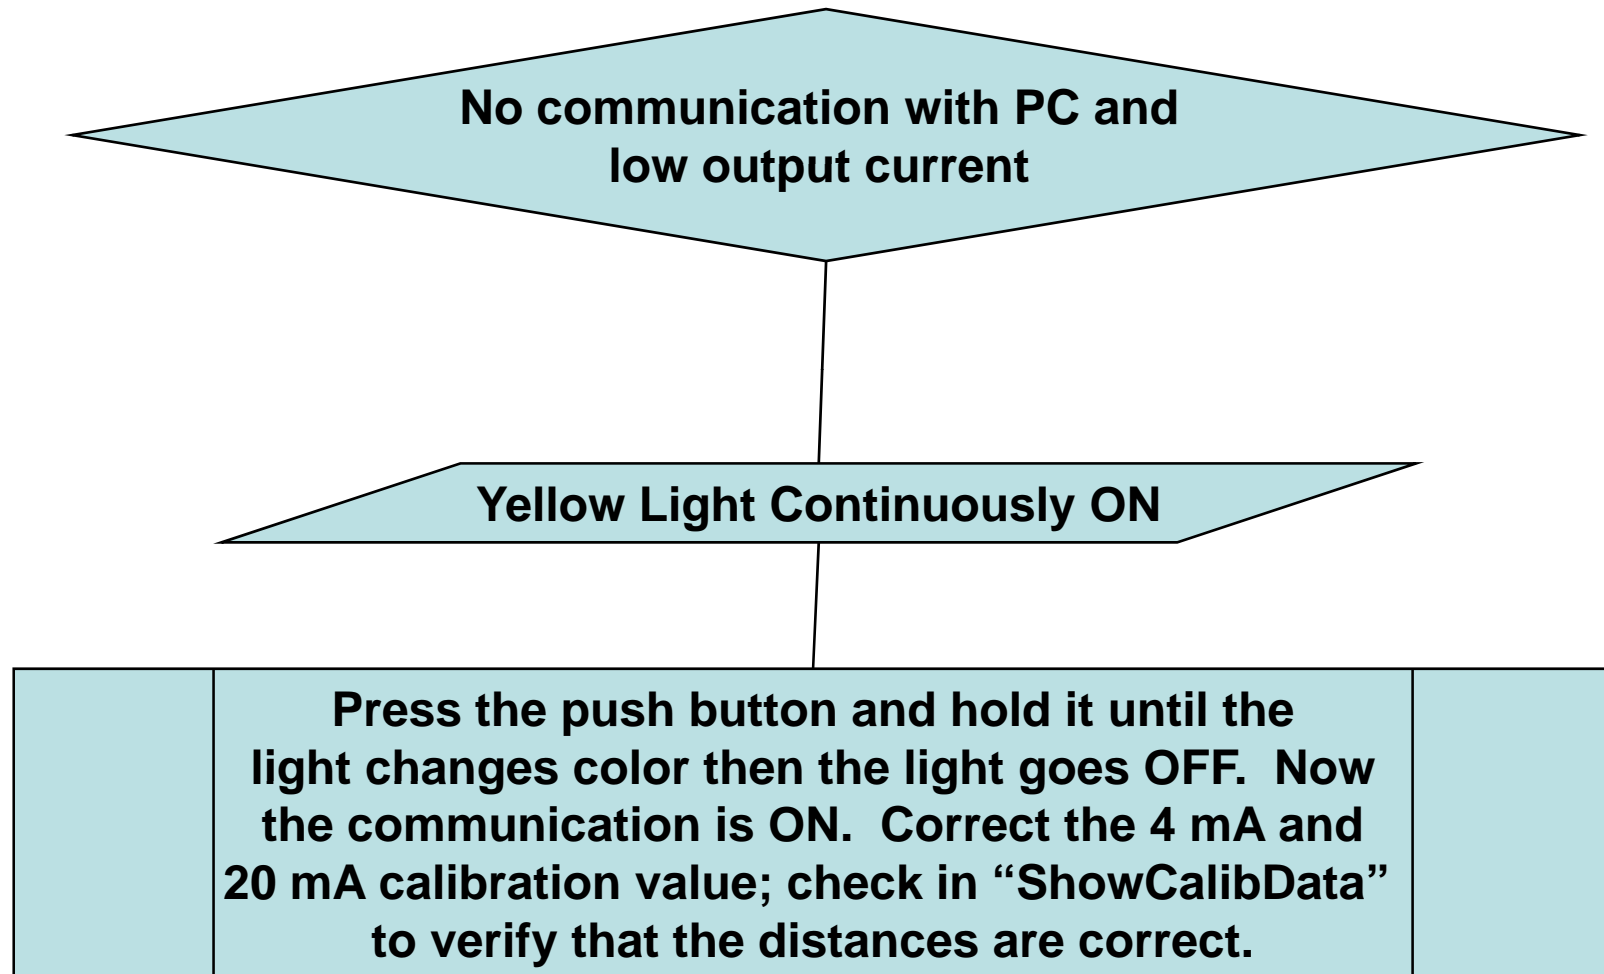 No communication with PC and
low output current
Yellow Light Continuously ON
Press the push button and hold it until the
light changes color then the light goes OFF.  Now
the communication is ON.  Correct the 4 mA and
20 mA calibration value; check in “ShowCalibData”
to verify that the distances are correct.